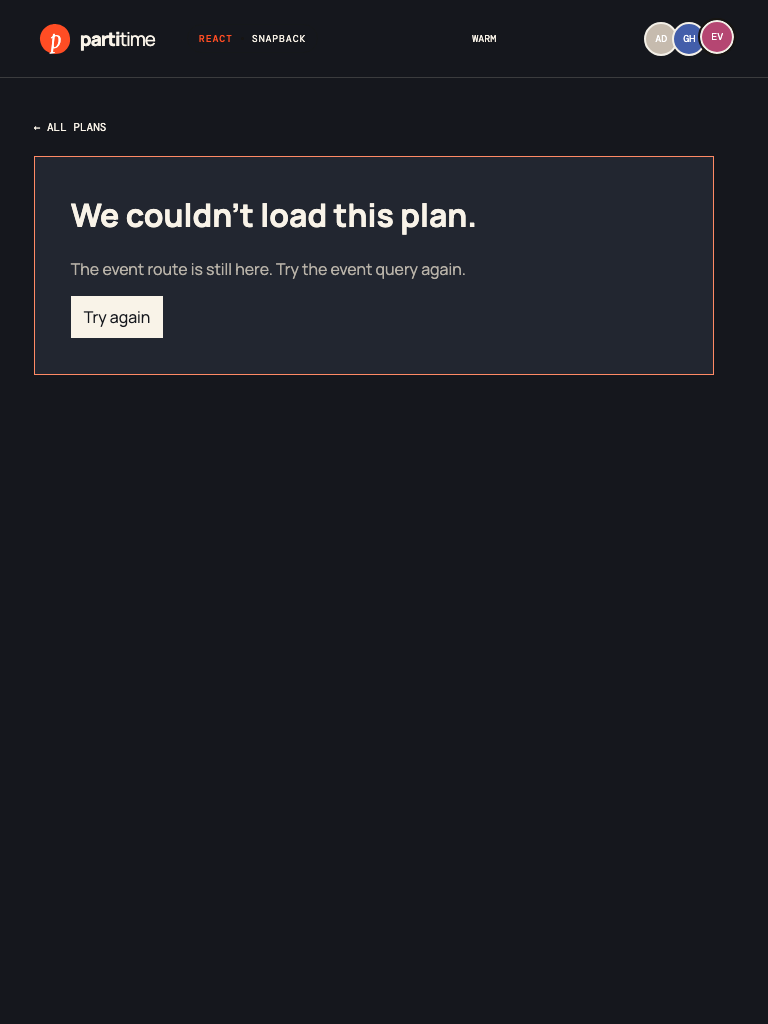 p partitime REACT SNAPBACK WARM AD GH EV
← ALL PLANS
We couldn’t load this plan.
The event route is still here. Try the event query again.
Try again